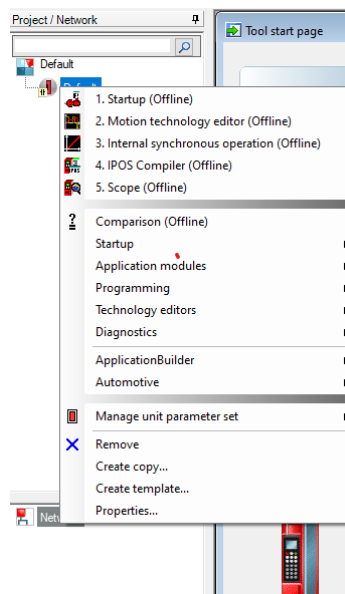 Project / Network
Tool start page
Default
1. Startup (Offline)
2. Motion technology editor (Offline)
3. Internal synchronous operation (Offline)
4. IPOS Compiler (Offline)
5. Scope (Offline)
Comparison (Offline)
Startup
Application modules
Programming
Technology editors
Diagnostics
ApplicationBuilder
Automotive
Manage unit parameter set
Remove
Create copy...
Create template...
Properties...